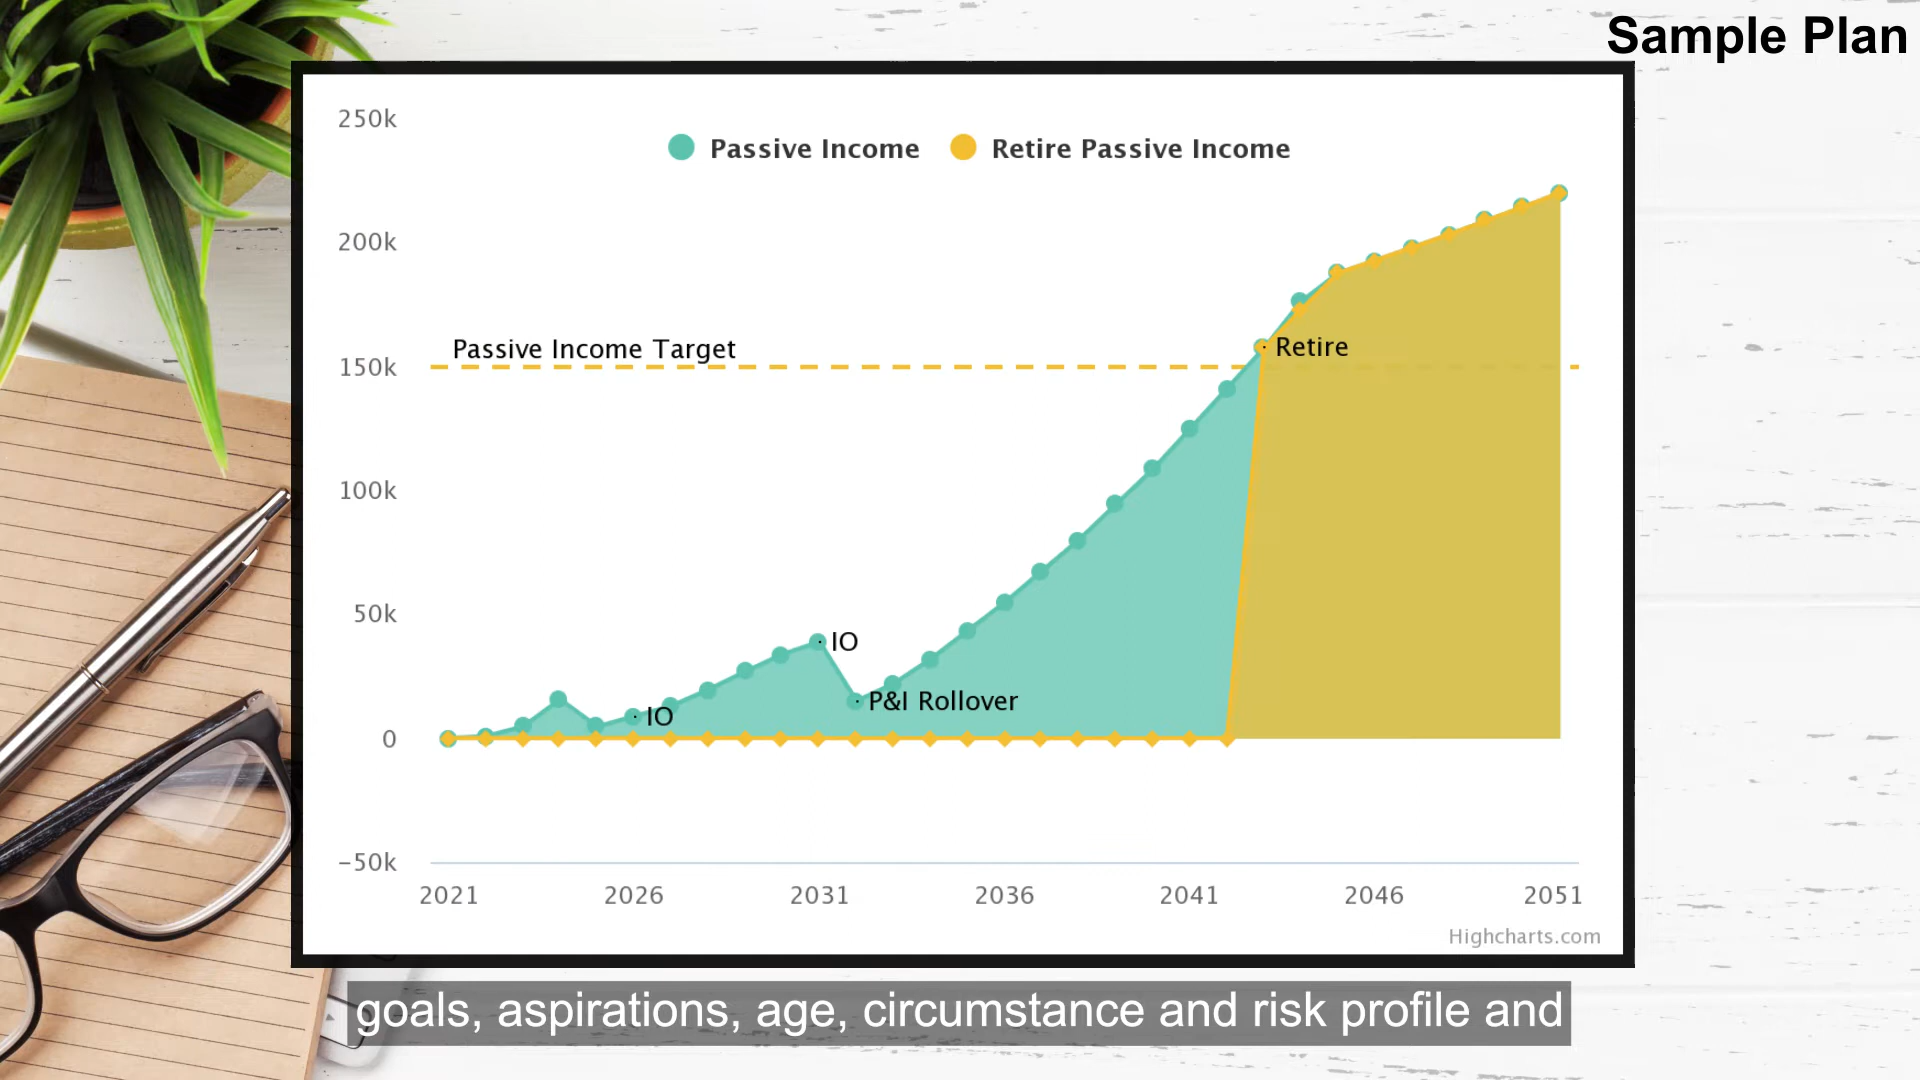 Sample Plan
250k
Passive Income
Retire Passive Income
200k
Passive Income Target
150k
Retire
100k
50k
IO
P&I Rollover
IO
0
−50k
2021
2026
2031
2036
2041
2046
2051
Highcharts.com
goals, aspirations, age, circumstance and risk profile and